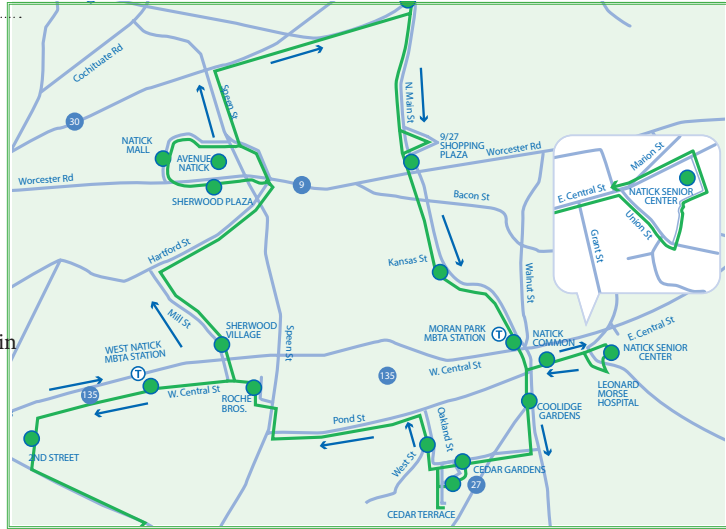 .....
Cochituate Rd
30
Speen St
N. Main St
NATICK
MALL
AVENUE
NATICK
9/27
SHOPPING
PLAZA
Worcester Rd
Worcester Rd
SHERWOOD PLAZA
9
Bacon St
Marion St
E. Central St
NATICK SENIOR
CENTER
Union St
Grant St
Hartford St
Kansas St
Walnut St
Mill St
in
SHERWOOD
VILLAGE
Speen St
MORAN PARK
MBTA STATION
T
NATICK
COMMON
E. Central St
NATICK SENIOR
CENTER
WEST NATICK
MBTA STATION
T
135
W. Central St
135
W. Central St
ROCHE
BROS.
LEONARD
MORSE
HOSPITAL
COOLIDGE
GARDENS
Pond St
Oakland St
West St
2ND STREET
CEDAR GARDENS
27
CEDAR TERRACE